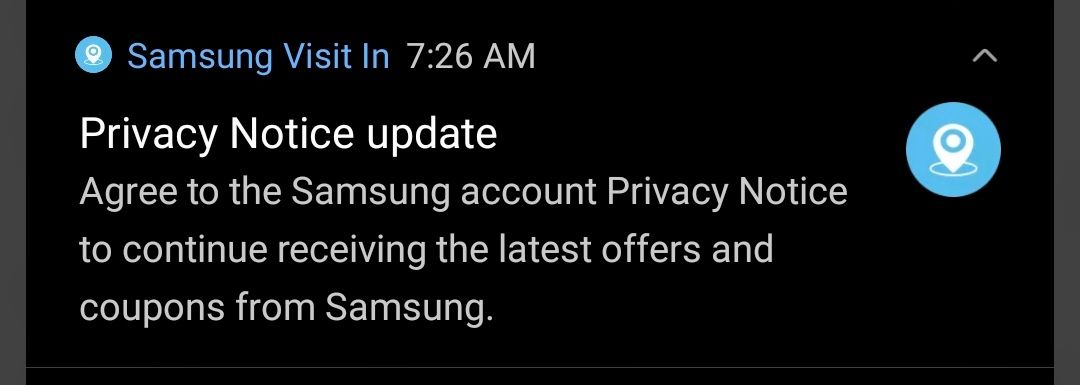 Samsung Visit In 7:26 AM
Privacy Notice update
Agree to the Samsung account Privacy Notice
to continue receiving the latest offers and
coupons from Samsung.